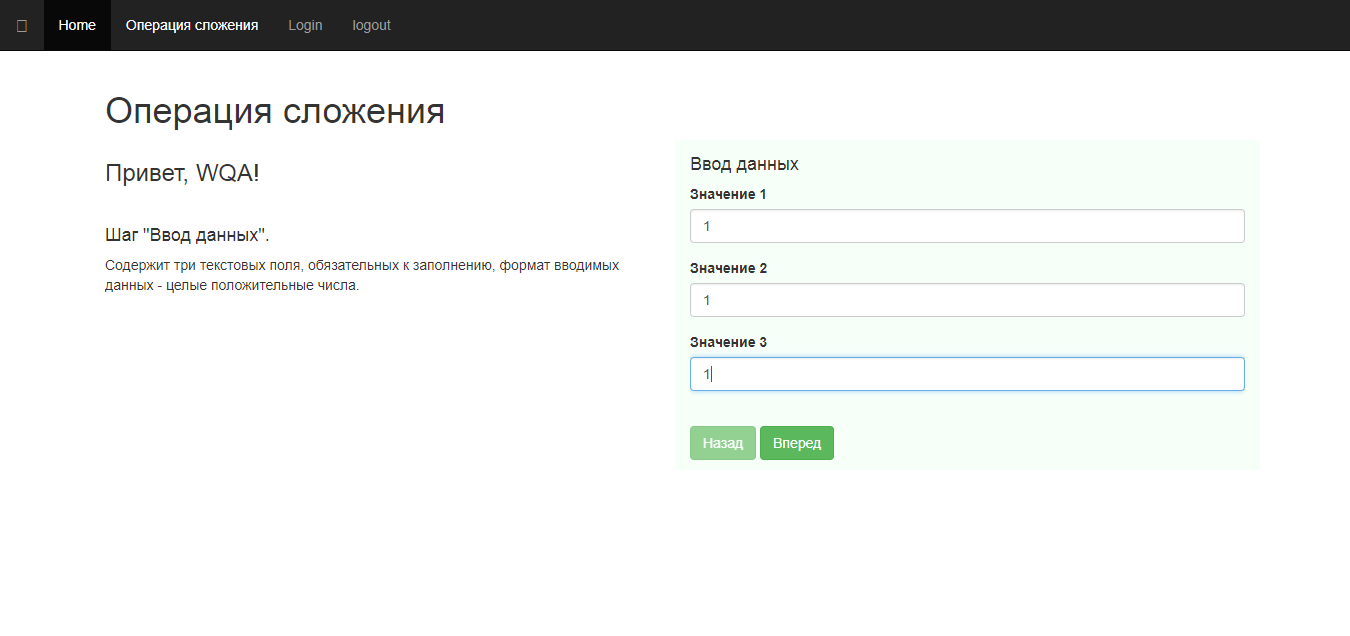 Home Операция сложения Login logout
Операция сложения
Привет, WQA!
Шаг "Ввод данных".
Содержит три текстовых поля, обязательных к заполнению, формат вводимых
данных - целые положительные числа.
Ввод данных
Значение 1
1
Значение 2
1
Значение 3
1
Назад Вперед